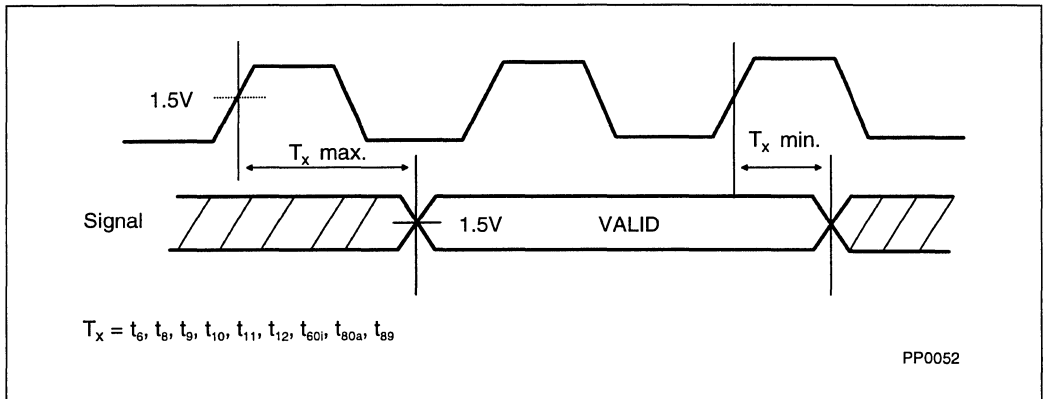 1.5V
Tₓ max.
Tₓ min.
Signal
1.5V
VALID
Tₓ = t₆, t₈, t₉, t₁₀, t₁₁, t₁₂, t₆₀ᵢ, t₈₀ₐ, t₈₉
PP0052